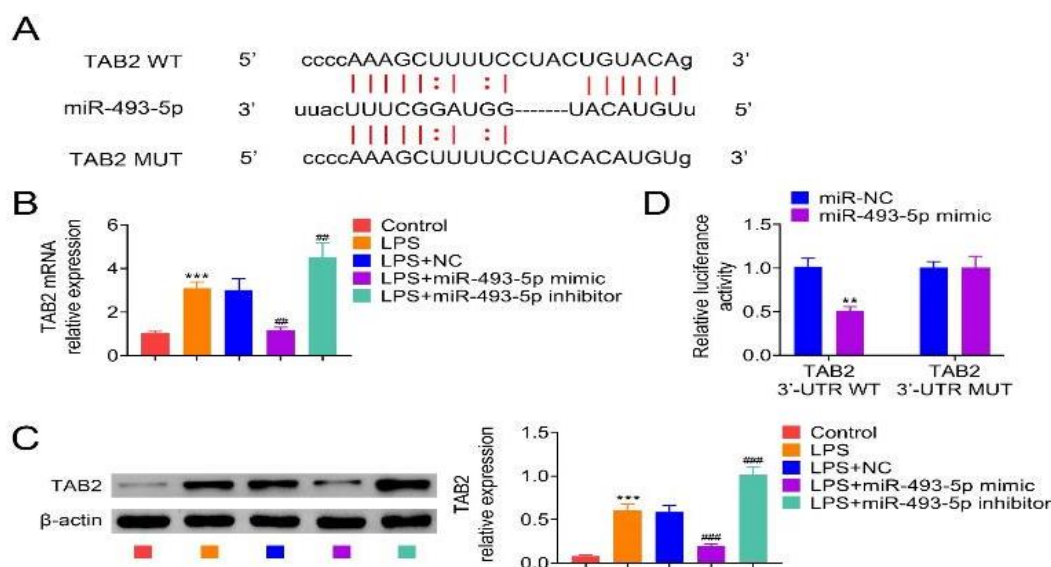 A
TAB2 WT 5' ccccAAAGCUUUUCCUACUGUACAg 3'
miR-493-5p 3' uuacUUUCGGAUGG-------UACAUGUu 5'
TAB2 MUT 5' ccccAAAGCUUUUCCUACACAUGUg 3'
B
TAB2 mRNA
relative expression
6
4
2
0
***
##
##
Control
LPS
LPS+NC
LPS+miR-493-5p mimic
LPS+miR-493-5p inhibitor
D
miR-NC
miR-493-5p mimic
Relative luciferance
activity
1.5
1.0
0.5
0.0
**
TAB2 TAB2
3'-UTR WT 3'-UTR MUT
C
TAB2
β-actin
TAB2
relative expression
1.5
1.0
0.5
0.0
***
###
###
Control
LPS
LPS+NC
LPS+miR-493-5p mimic
LPS+miR-493-5p inhibitor